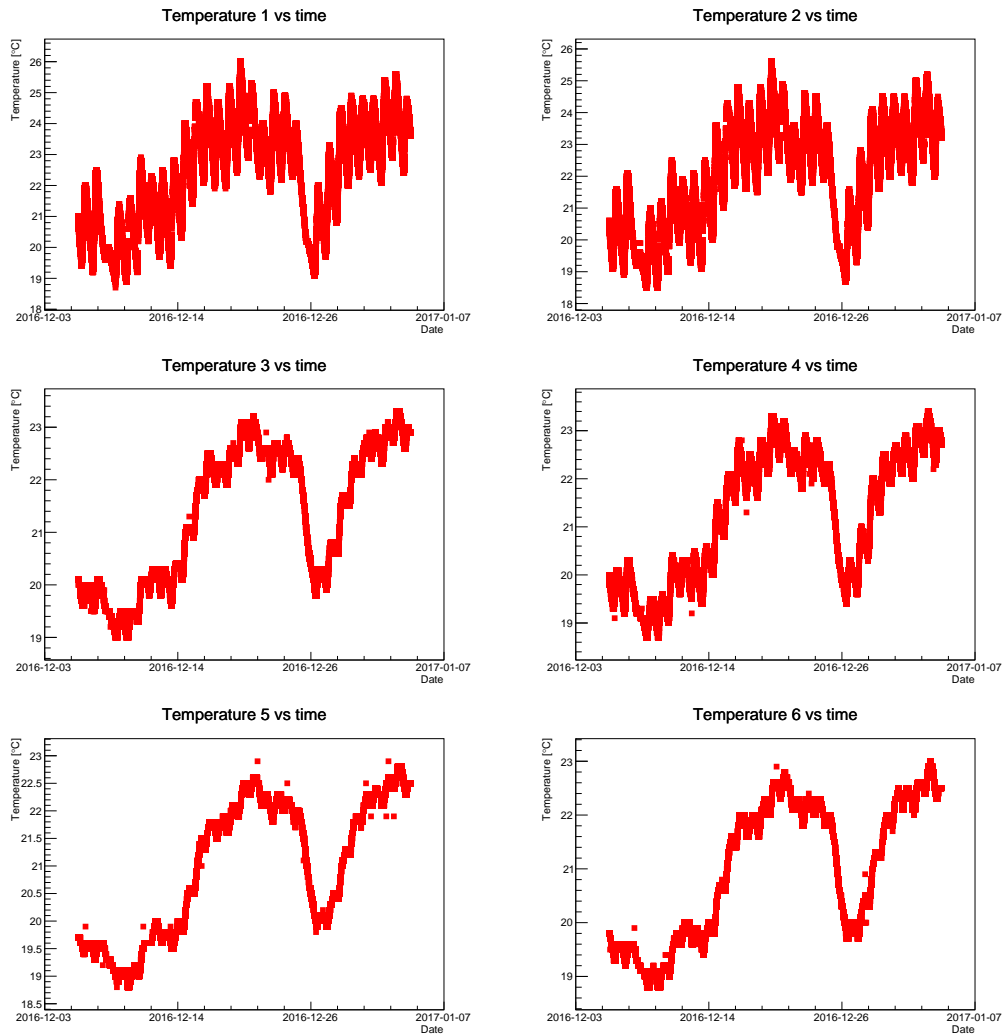 Temperature 1 vs time
Temperature [°C]
26
25
24
23
22
21
20
19
18
2016-12-03 2016-12-14 2016-12-26 2017-01-07
Date
Temperature 2 vs time
Temperature [°C]
26
25
24
23
22
21
20
19
18
2016-12-03 2016-12-14 2016-12-26 2017-01-07
Date
Temperature 3 vs time
Temperature [°C]
23
22
21
20
19
2016-12-03 2016-12-14 2016-12-26 2017-01-07
Date
Temperature 4 vs time
Temperature [°C]
23
22
21
20
19
2016-12-03 2016-12-14 2016-12-26 2017-01-07
Date
Temperature 5 vs time
Temperature [°C]
23
22.5
22
21.5
21
20.5
20
19.5
19
18.5
2016-12-03 2016-12-14 2016-12-26 2017-01-07
Date
Temperature 6 vs time
Temperature [°C]
23
22
21
20
19
2016-12-03 2016-12-14 2016-12-26 2017-01-07
Date